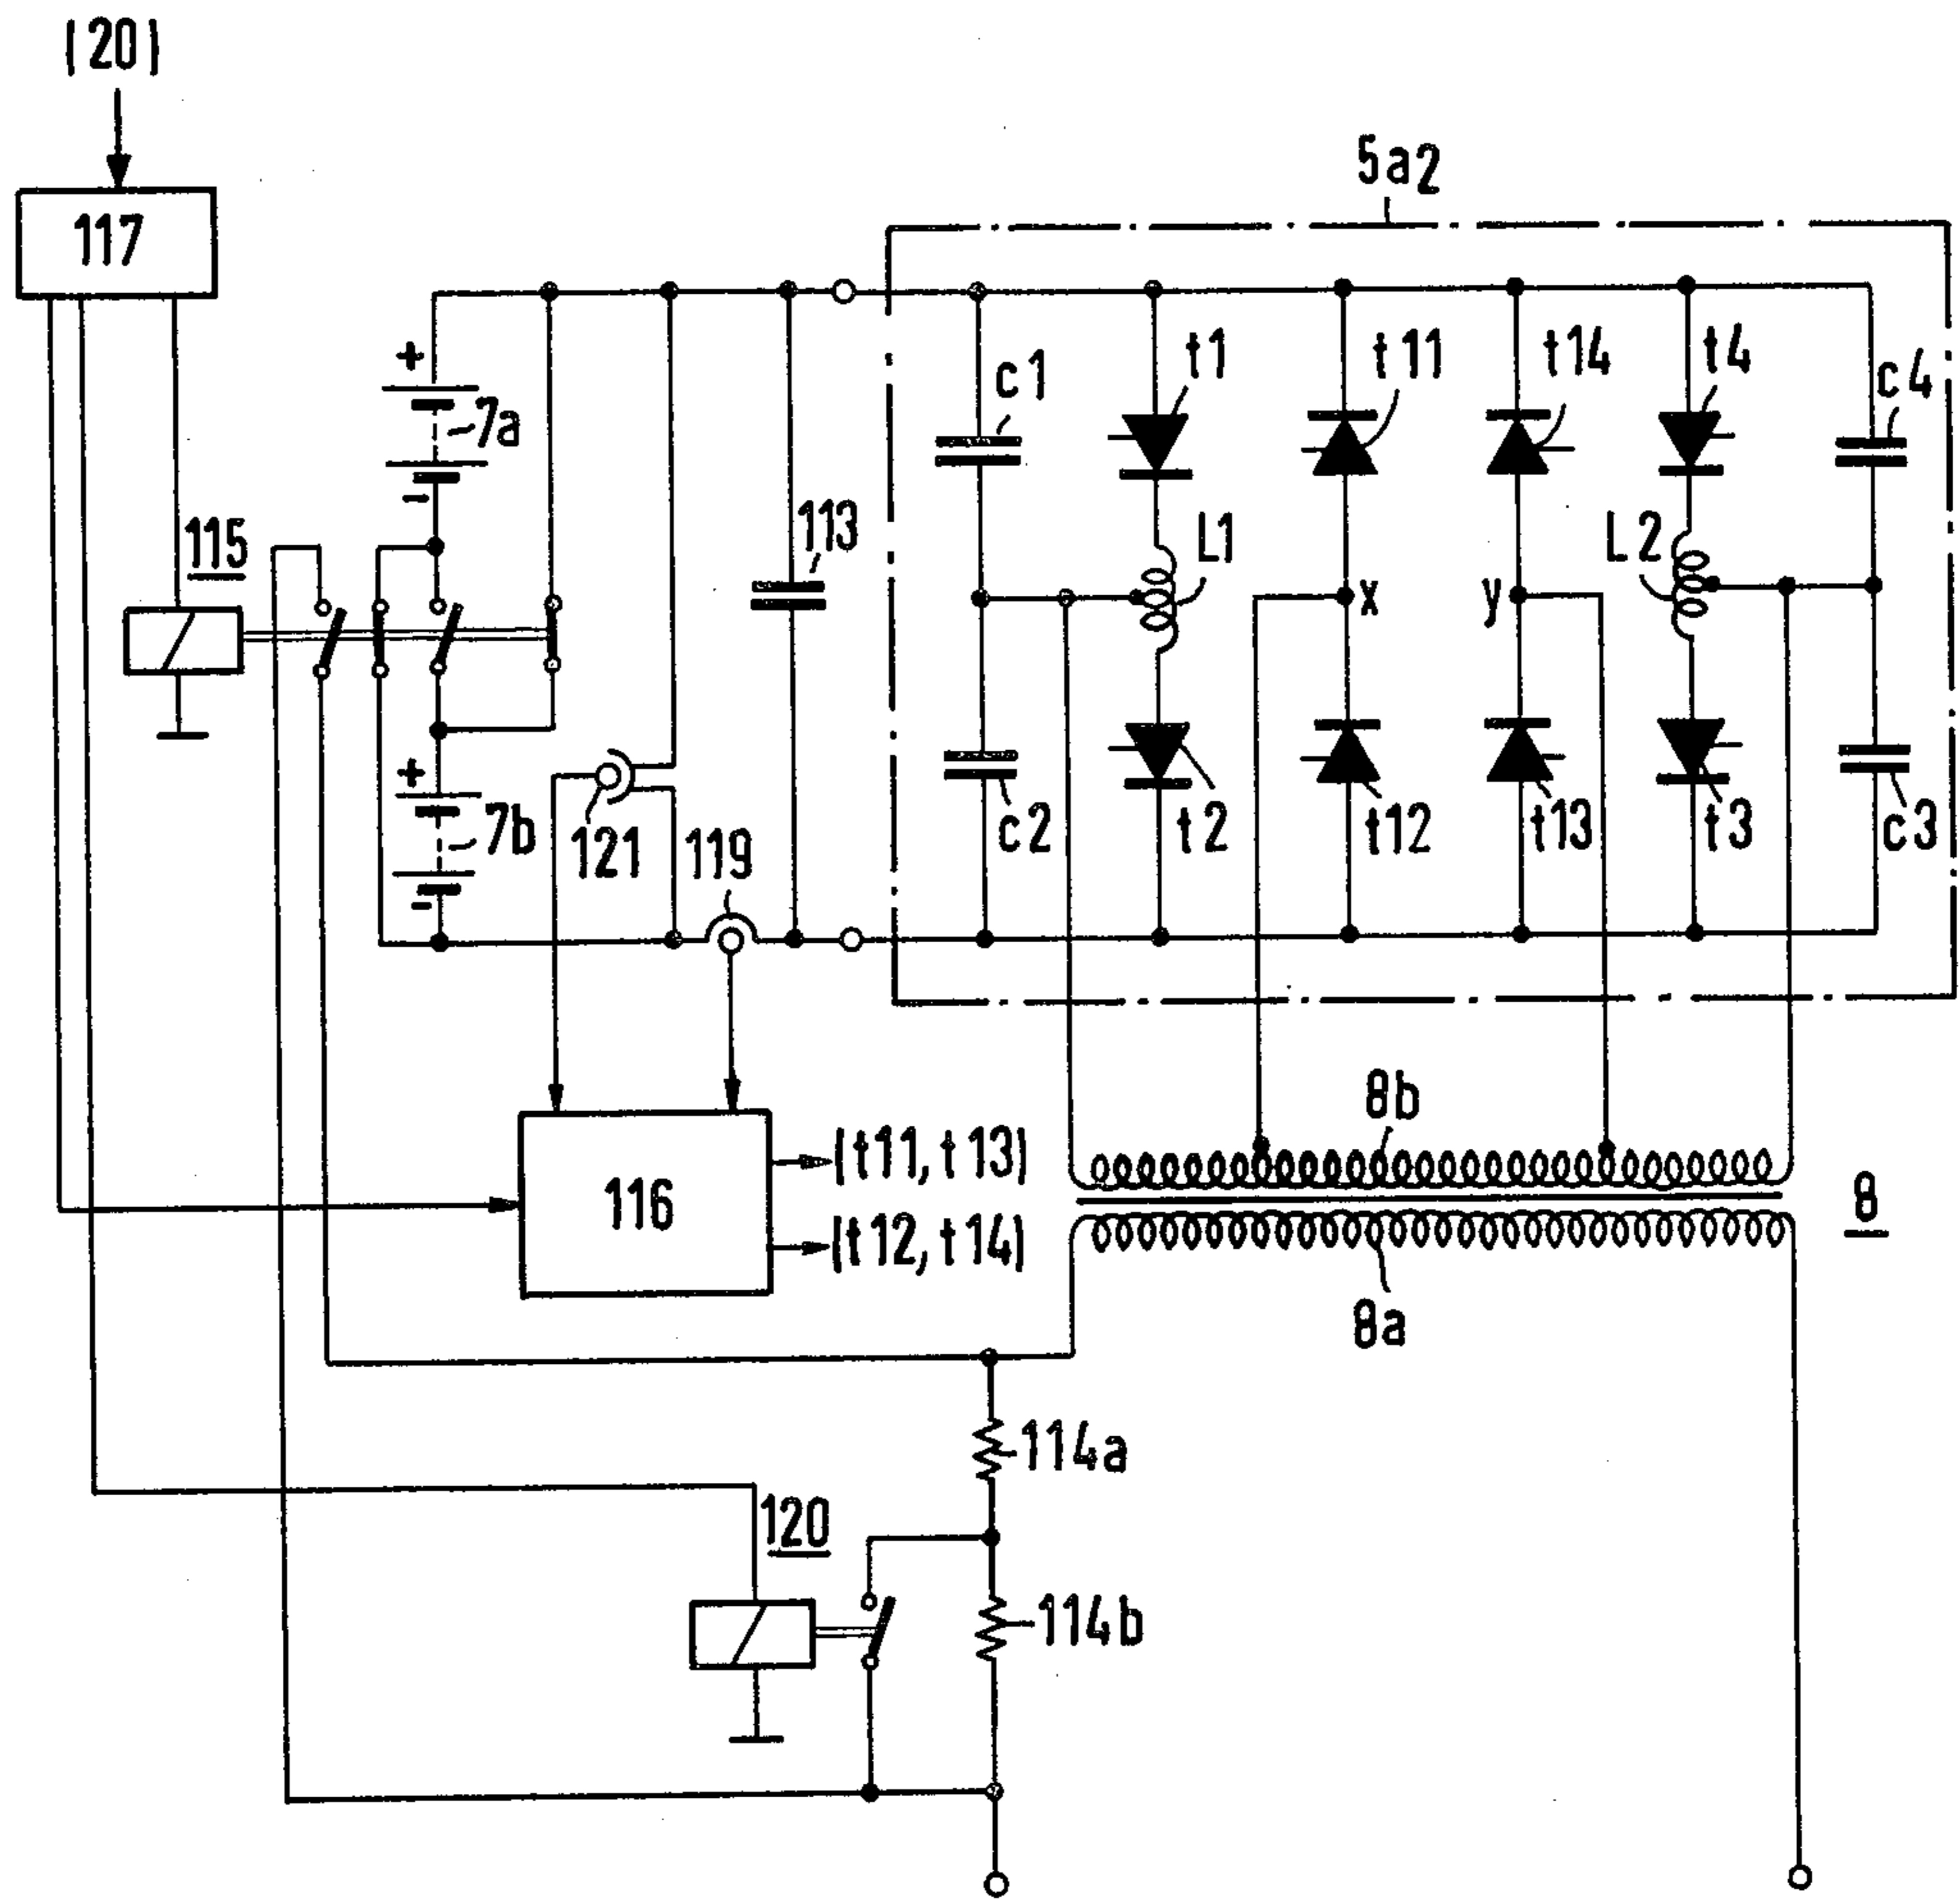 (20)
117
5a2
+
7a
-
115
113
c1
t1
t11
t14
t4
c4
L1
x
y
L2
+
7b
-
121
119
c2
t2
t12
t13
t3
c3
8b
116
(t11, t13)
(t12, t14)
8
8a
114a
120
114b